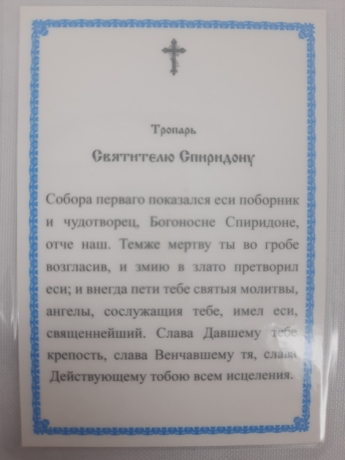 Тропарь
Святителю Спиридону
Собора перваго показался еси поборник
и чудотворец, Богоносне Спиридоне,
отче наш. Темже мертву ты во гробе
возгласив, и змию в злато претворил
еси; и внегда пети тебе святыя молитвы,
ангелы, сослужащия тебе, имел еси,
священнейший. Слава Давшему тебе
крепость, слава Венчавшему тя, слава
Действующему тобою всем исцеления.